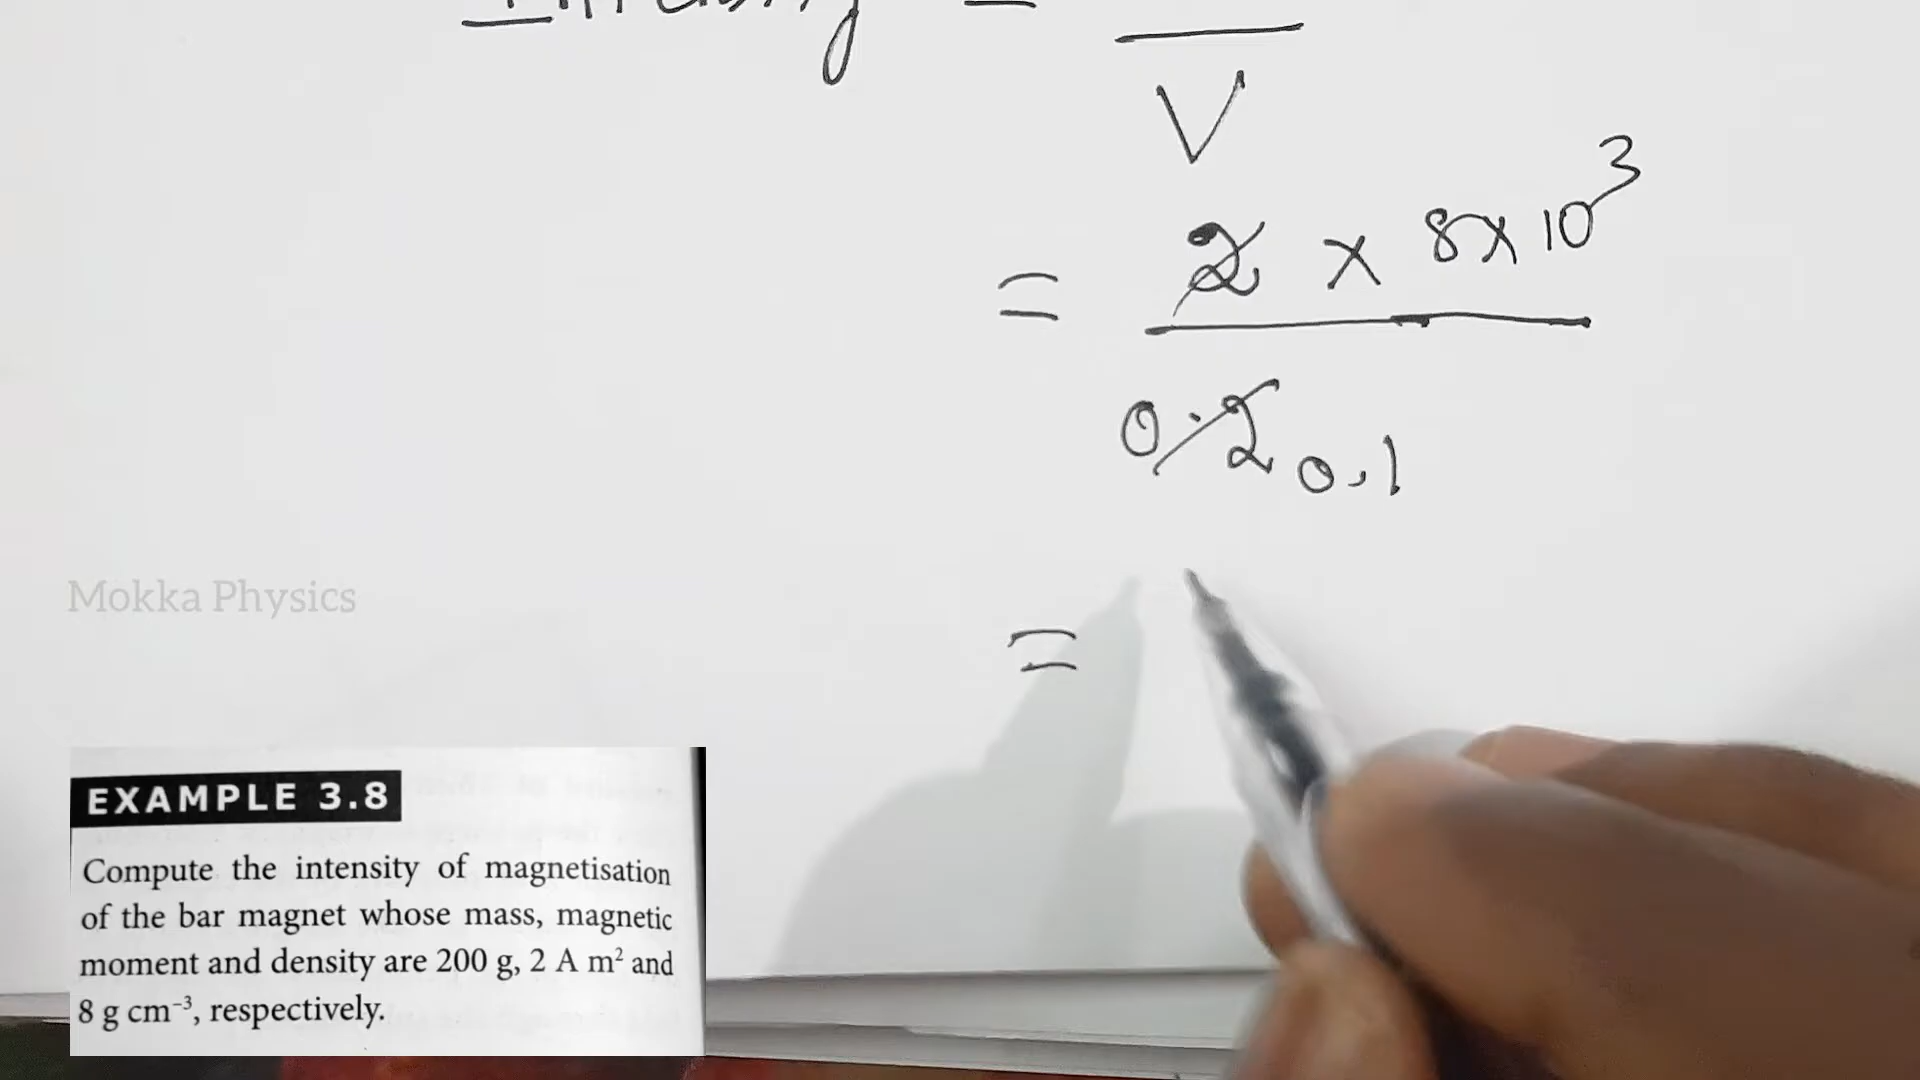 Intensity =
V
= 2 × 8×10³
0.2 0.1
=
Mokka Physics
EXAMPLE 3.8
Compute the intensity of magnetisation
of the bar magnet whose mass, magnetic
moment and density are 200 g, 2 A m² and
8 g cm⁻³, respectively.